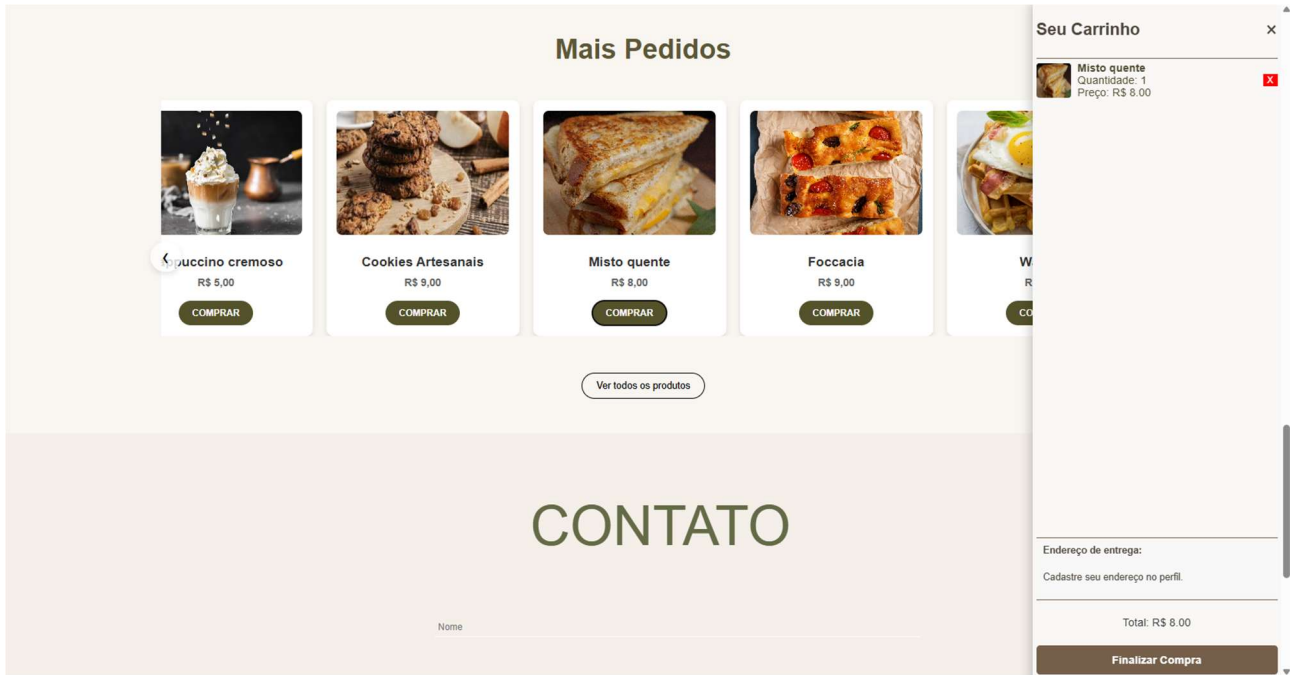 Mais Pedidos
ppuccino cremoso
R$ 5,00
COMPRAR
Cookies Artesanais
R$ 9,00
COMPRAR
Misto quente
R$ 8,00
COMPRAR
Foccacia
R$ 9,00
COMPRAR
W
R
CO
Ver todos os produtos
CONTATO
Nome
Seu Carrinho
×
Misto quente
Quantidade: 1
Preço: R$ 8.00
X
Endereço de entrega:
Cadastre seu endereço no perfil.
Total: R$ 8.00
Finalizar Compra